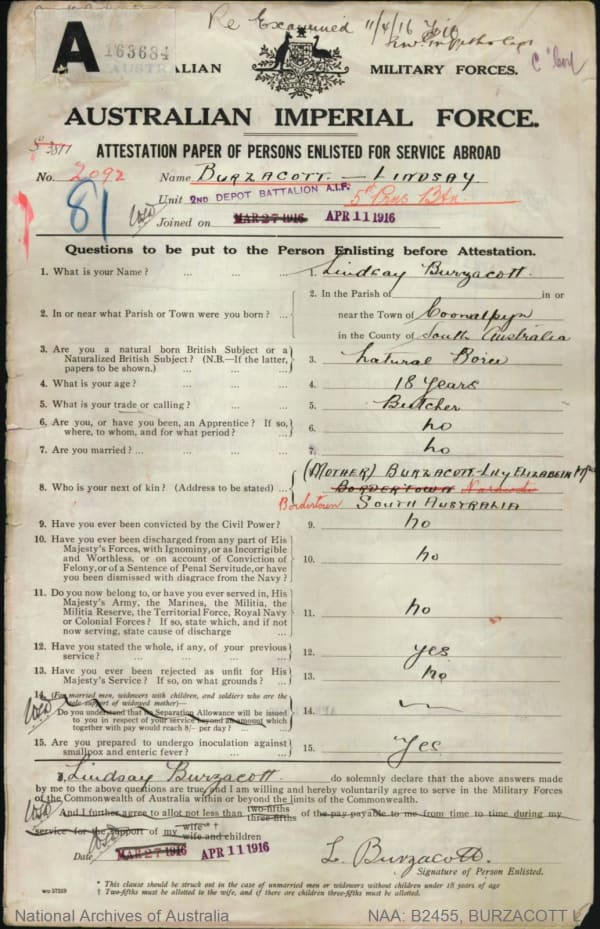 Re Examined 11/4/16
A 163684
AUSTRALIAN MILITARY FORCES.
AUSTRALIAN IMPERIAL FORCE.
ATTESTATION PAPER OF PERSONS ENLISTED FOR SERVICE ABROAD
No. 2092 Name BURZACOTT — LINDSAY
81 Unit 2ND DEPOT BATTALION A.I.F. 5th Pnrs Btn.
Joined on MAR 27 1916 APR 11 1916
Questions to be put to the Person Enlisting before Attestation.
1. What is your Name? ... ... ... 1. Lindsay Burzacott.
2. In or near what Parish or Town were you born? ... 2. In the Parish of in or
near the Town of Coonalpyn
in the County of South Australia
3. Are you a natural born British Subject or a
Naturalized British Subject? (N.B.—If the latter,
papers to be shown.) ... ... 3. Natural Born
4. What is your age? ... ... ... 4. 18 years
5. What is your trade or calling? ... ... 5. Butcher
6. Are you, or have you been, an Apprentice? If so,
where, to whom, and for what period? ... 6. No
7. Are you married? ... ... ... 7. No
8. Who is your next of kin? (Address to be stated) ... 8. (MOTHER) BURZACOTT LILY ELIZABETH Mrs
BORDERTOWN
Bordertown SOUTH AUSTRALIA
9. Have you ever been convicted by the Civil Power? ... 9. No
10. Have you ever been discharged from any part of His
Majesty's Forces, with Ignominy, or as Incorrigible
and Worthless, or on account of Conviction of
Felony, or of a Sentence of Penal Servitude, or have
you been dismissed with disgrace from the Navy? 10. No
11. Do you now belong to, or have you ever served in, His
Majesty's Army, the Marines, the Militia, the
Militia Reserve, the Territorial Force, Royal Navy
or Colonial Forces? If so, state which, and if not
now serving, state cause of discharge ... 11. No
12. Have you stated the whole, if any, of your previous
service? ... ... ... 12. Yes
13. Have you ever been rejected as unfit for His
Majesty's Service? If so, on what grounds? ... 13. No
14. (For married men, widowers with children, and soldiers who are the
sole support of widowed mother)—
Do you understand that no Separation Allowance will be issued
to you in respect of your service beyond an amount which
together with pay would reach 8/- per day? ... 14.
15. Are you prepared to undergo inoculation against
smallpox and enteric fever? ... ... 15. Yes
I, Lindsay Burzacott. do solemnly declare that the above answers made
by me to the above questions are true, and I am willing and hereby voluntarily agree to serve in the Military Forces
of the Commonwealth of Australia within or beyond the limits of the Commonwealth.
And I further agree to allot not less than two-fifths three-fifths of the pay payable to me from time to time during my
service for the support of my wife* † wife and children
Date MAR 27 1916 APR 11 1916 L. Burzacott.
Signature of Person Enlisted.
* This clause should be struck out in the case of unmarried men or widowers without children under 18 years of age
† Two-fifths must be allotted to the wife, and if there are children three-fifths must be allotted.
National Archives of Australia NAA: B2455, BURZACOTT L